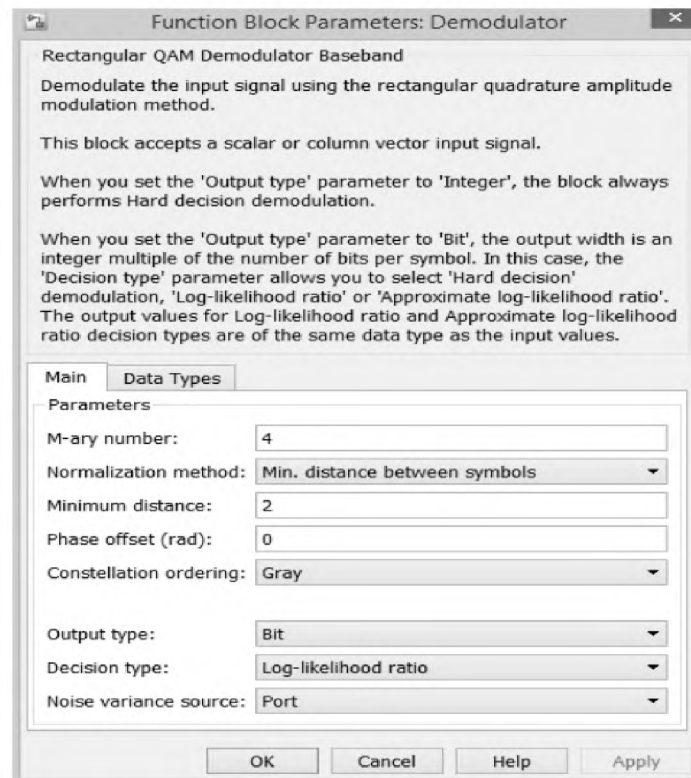 Function Block Parameters: Demodulator
Rectangular QAM Demodulator Baseband
Demodulate the input signal using the rectangular quadrature amplitude
modulation method.
This block accepts a scalar or column vector input signal.
When you set the 'Output type' parameter to 'Integer', the block always
performs Hard decision demodulation.
When you set the 'Output type' parameter to 'Bit', the output width is an
integer multiple of the number of bits per symbol. In this case, the
'Decision type' parameter allows you to select 'Hard decision'
demodulation, 'Log-likelihood ratio' or 'Approximate log-likelihood ratio'.
The output values for Log-likelihood ratio and Approximate log-likelihood
ratio decision types are of the same data type as the input values.
Main Data Types
Parameters
M-ary number: 4
Normalization method: Min. distance between symbols
Minimum distance: 2
Phase offset (rad): 0
Constellation ordering: Gray
Output type: Bit
Decision type: Log-likelihood ratio
Noise variance source: Port
OK Cancel Help Apply